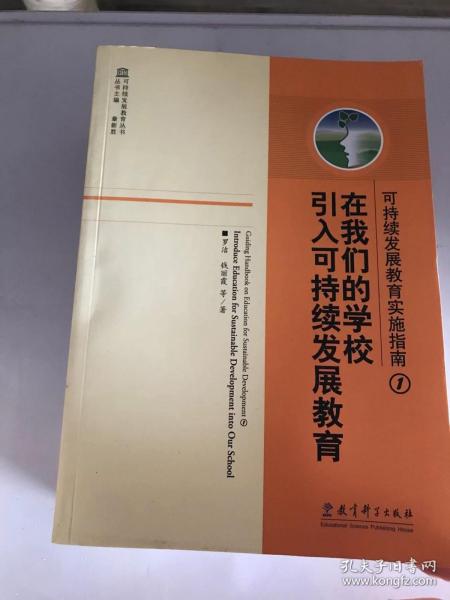 可持续发展教育丛书
丛书主编 章新胜
可持续发展教育实施指南①
在我们的学校
引入可持续发展教育
Guiding Handbook on Education for Sustainable Development
Introduce Education for Sustainable Development into Our School
■罗洁 钱丽霞 等/著
教育科学出版社
Educational Science Publishing House
孔夫子旧书网
www.kongfz.com